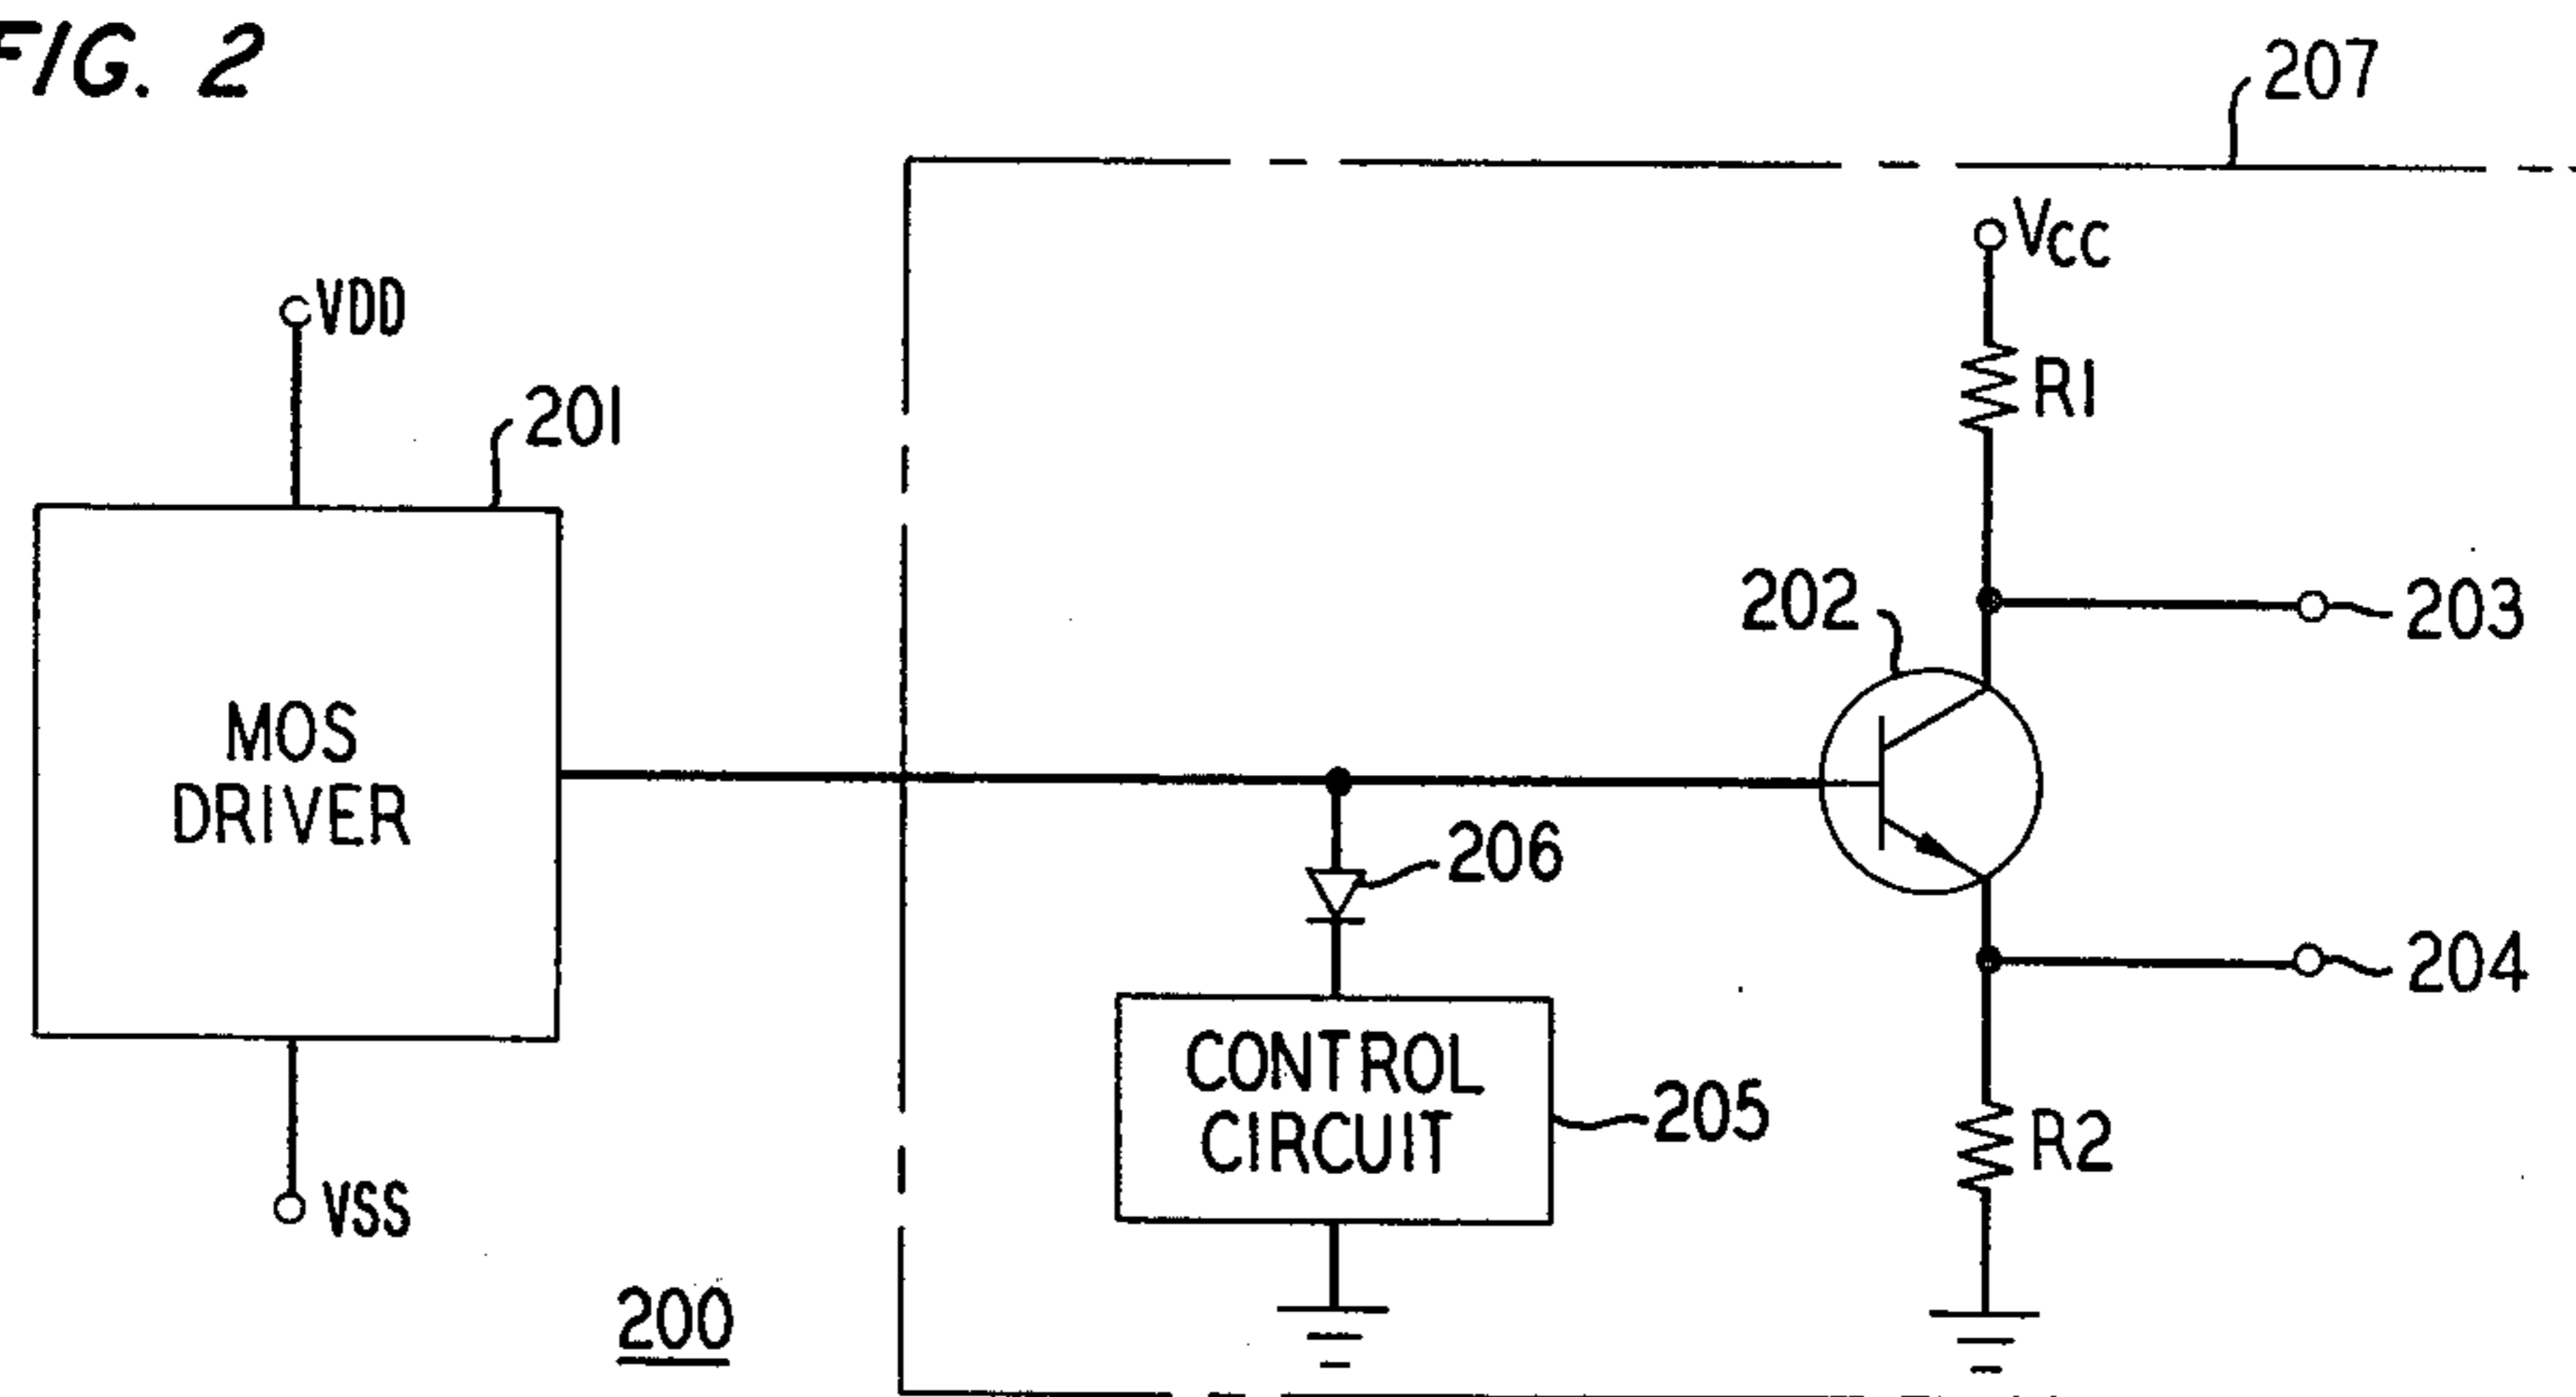 FIG. 2
207
VCC
VDD
R1
201
202
203
MOS
DRIVER
206
204
CONTROL
CIRCUIT
205
R2
VSS
200